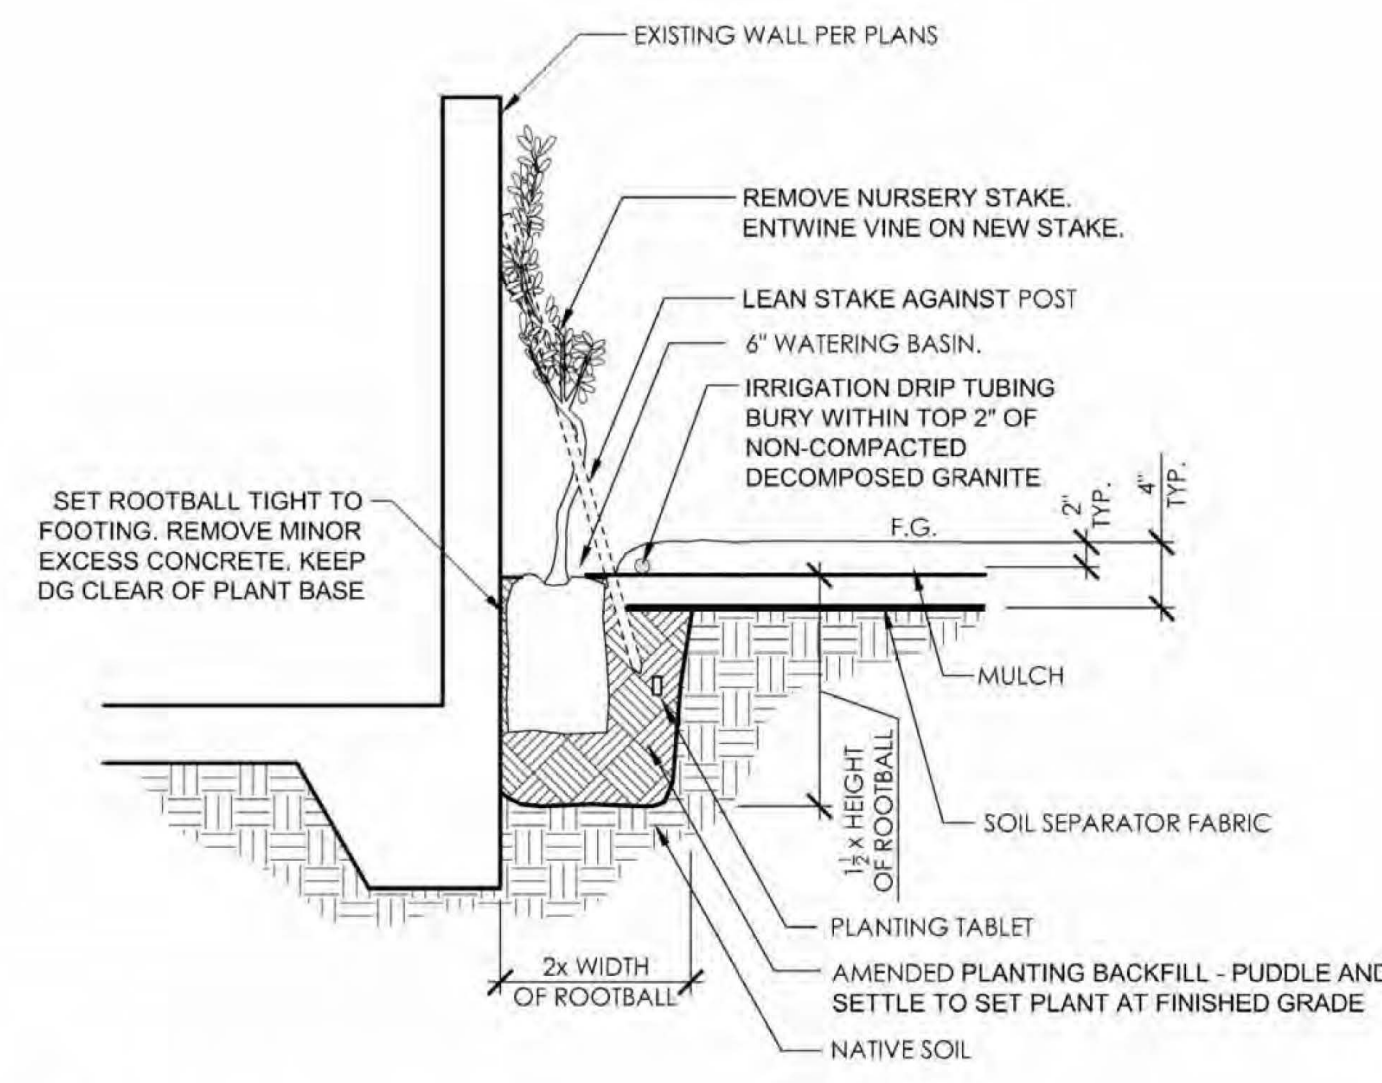 EXISTING WALL PER PLANS
REMOVE NURSERY STAKE.
ENTWINE VINE ON NEW STAKE.
LEAN STAKE AGAINST POST
6" WATERING BASIN.
IRRIGATION DRIP TUBING
BURY WITHIN TOP 2" OF
NON-COMPACTED
DECOMPOSED GRANITE
SET ROOTBALL TIGHT TO
FOOTING. REMOVE MINOR
EXCESS CONCRETE. KEEP
DG CLEAR OF PLANT BASE
F.G.
2"
TYP.
4"
TYP.
MULCH
1½ X HEIGHT
OF ROOTBALL
SOIL SEPARATOR FABRIC
PLANTING TABLET
2x WIDTH
OF ROOTBALL
AMENDED PLANTING BACKFILL - PUDDLE AND
SETTLE TO SET PLANT AT FINISHED GRADE
NATIVE SOIL